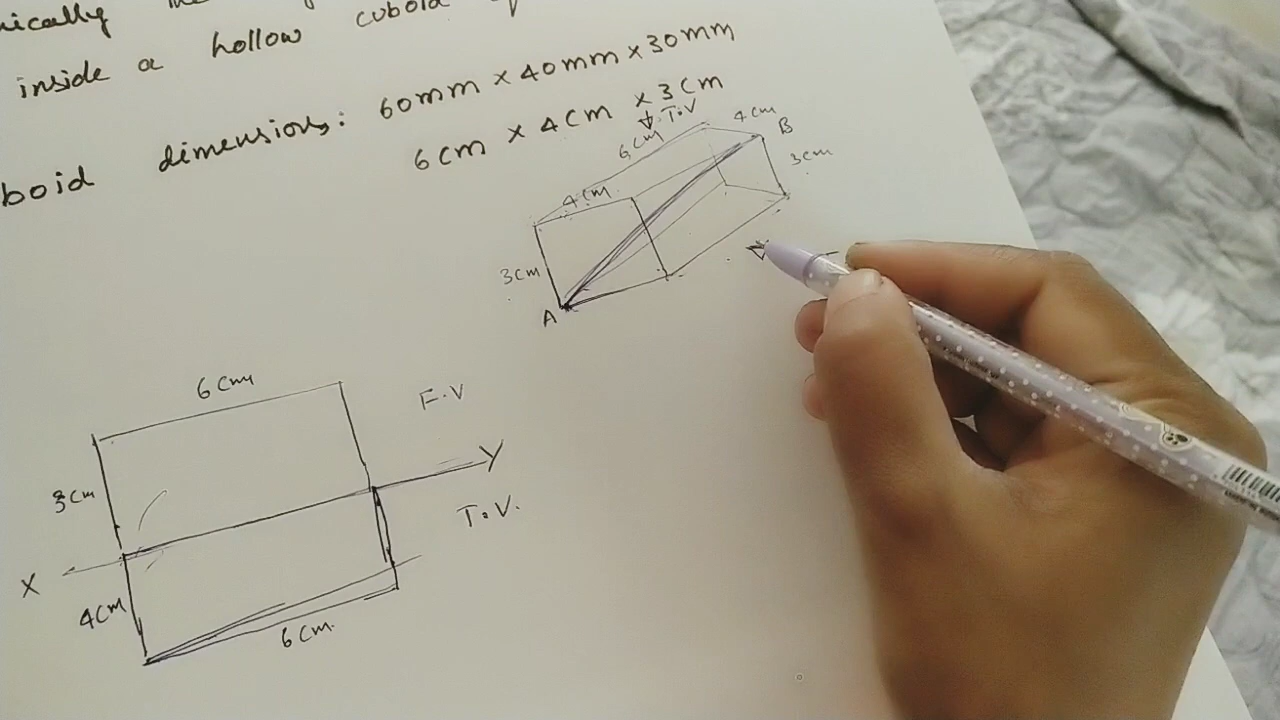 inside a hollow cuboid
boid dimensions: 60mm × 40mm × 30mm
6cm × 4cm × 3cm
T.V
6cm
4cm
B
4cm
3cm
3cm
A
6cm
F.V
3cm
Y
T.V.
X
4cm
6cm.